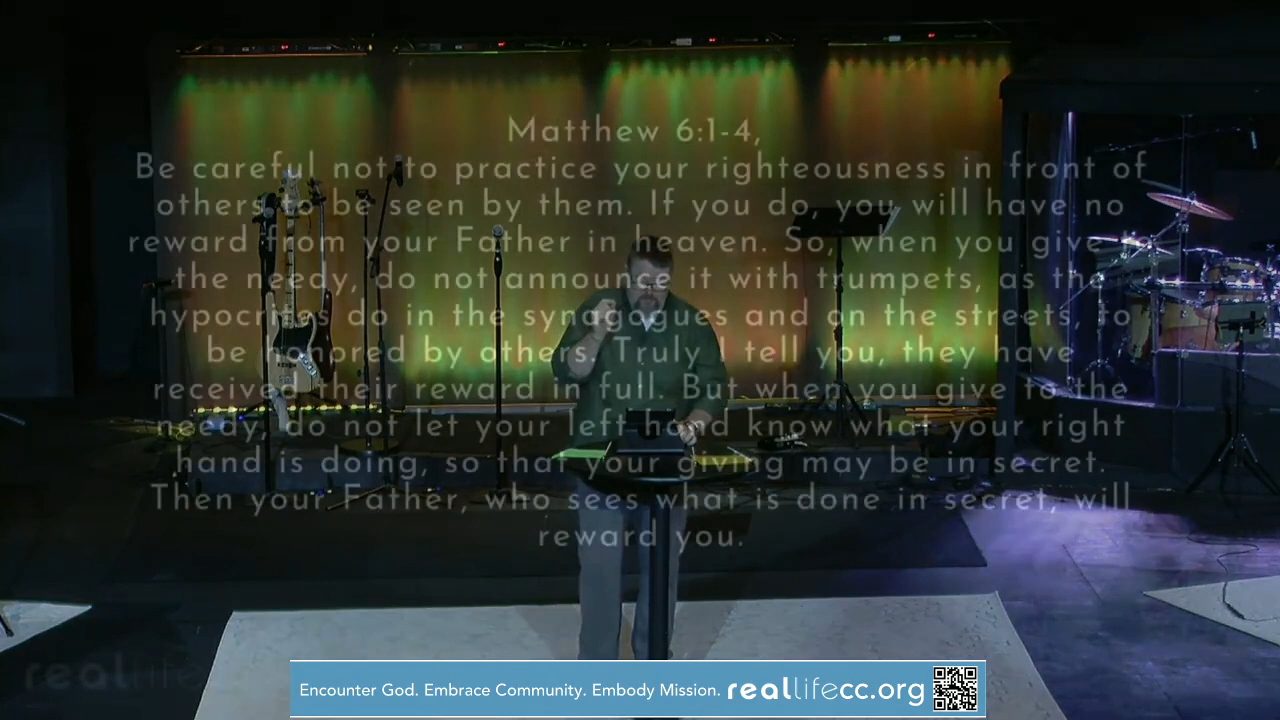 Matthew 6:1-4,
Be careful not to practice your righteousness in front of
others to be seen by them. If you do, you will have no
reward from your Father in heaven. So, when you give
to the needy, do not announce it with trumpets, as the
hypocrites do in the synagogues and on the streets, to
be honored by others. Truly I tell you, they have
received their reward in full. But when you give to the
needy, do not let your left hand know what your right
hand is doing, so that your giving may be in secret.
Then your Father, who sees what is done in secret, will
reward you.
reallife
Encounter God. Embrace Community. Embody Mission. reallifecc.org